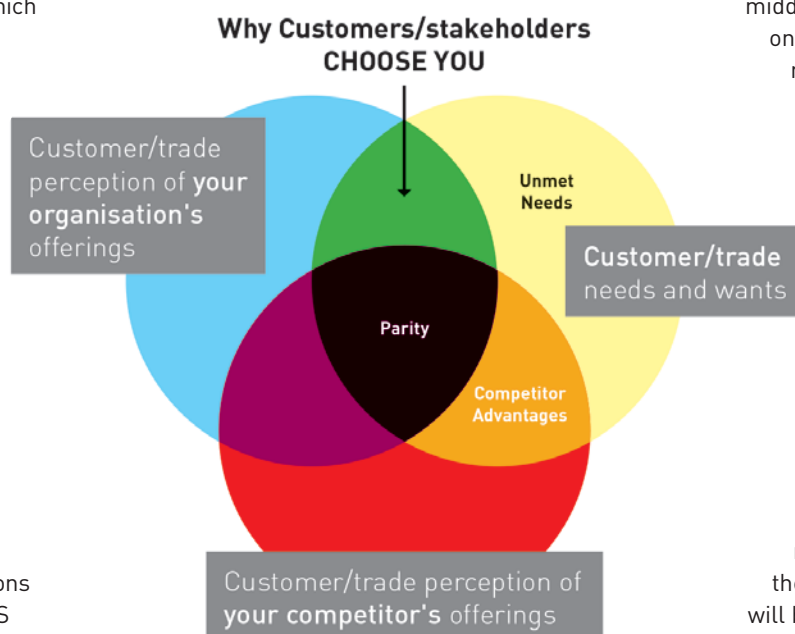 hich
midd
on
Why Customers/stakeholders
CHOOSE YOU
Customer/trade
perception of your
organisation's
offerings
Unmet
Needs
Customer/trade
needs and wants
Parity
Competitor
Advantages
Customer/trade perception of
your competitor's offerings
ons
S
the
will